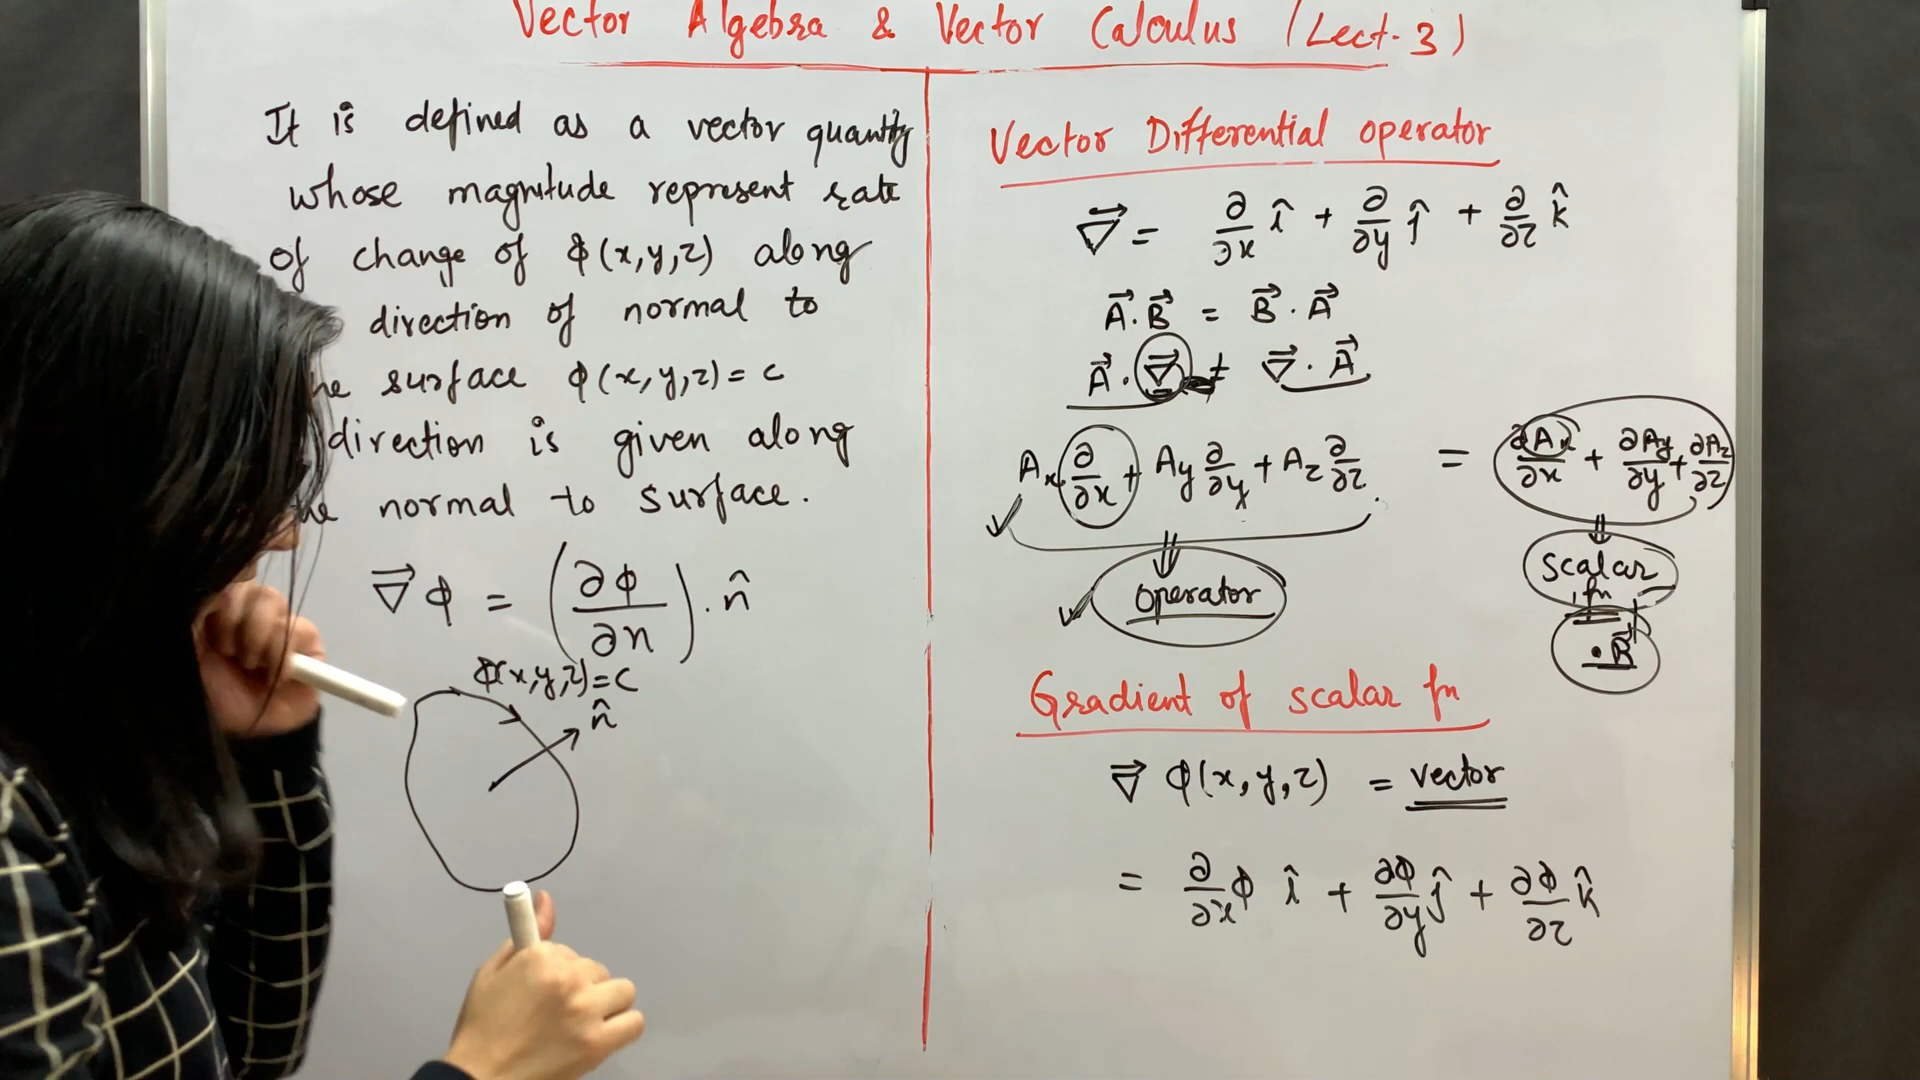 Vector Algebra & Vector Calculus (Lect-3)
It is defined as a vector quantity
whose magnitude represent rate
of change of ϕ(x,y,z) along
direction of normal to
surface ϕ(x,y,z)=c
direction is given along
normal to surface.
∇⃗ϕ = (∂ϕ/∂n).n̂
ϕ(x,y,z)=c
n̂
Vector Differential operator
∇⃗ = ∂/∂x î + ∂/∂y ĵ + ∂/∂z k̂
A⃗.B⃗ = B⃗.A⃗
A⃗.∇⃗ ≠ ∇⃗.A⃗
Ax.∂/∂x + Ay ∂/∂y + Az ∂/∂z = ∂Ax/∂x + ∂Ay/∂y + ∂Az/∂z
operator
scalar
fn
.B⃗
Gradient of scalar fn
∇⃗ ϕ(x,y,z) = vector
= ∂/∂x ϕ î + ∂ϕ/∂y ĵ + ∂ϕ/∂z k̂